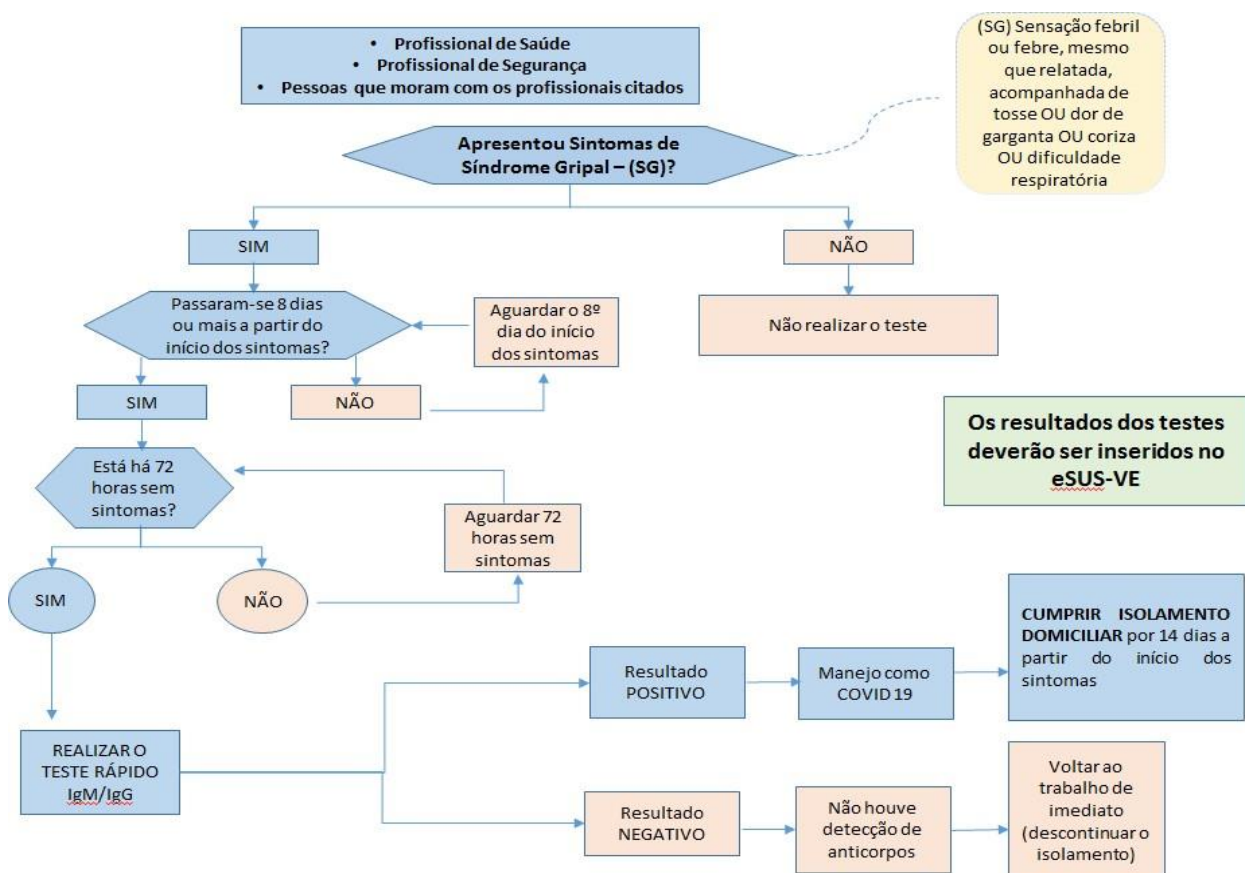 • Profissional de Saúde
• Profissional de Segurança
• Pessoas que moram com os profissionais citados
(SG) Sensação febril
ou febre, mesmo
que relatada,
acompanhada de
tosse OU dor de
garganta OU coriza
OU dificuldade
respiratória
Apresentou Sintomas de
Síndrome Gripal – (SG)?
SIM
NÃO
Passaram-se 8 dias
ou mais a partir do
início dos sintomas?
Aguardar o 8º
dia do início
dos sintomas
Não realizar o teste
SIM
NÃO
Os resultados dos testes
deverão ser inseridos no
eSUS-VE
Está há 72
horas sem
sintomas?
Aguardar 72
horas sem
sintomas
SIM
NÃO
CUMPRIR ISOLAMENTO
DOMICILIAR por 14 dias a
partir do início dos
sintomas
Resultado
POSITIVO
Manejo como
COVID 19
REALIZAR O
TESTE RÁPIDO
IgM/IgG
Resultado
NEGATIVO
Não houve
detecção de
anticorpos
Voltar ao
trabalho de
imediato
(descontinuar o
isolamento)